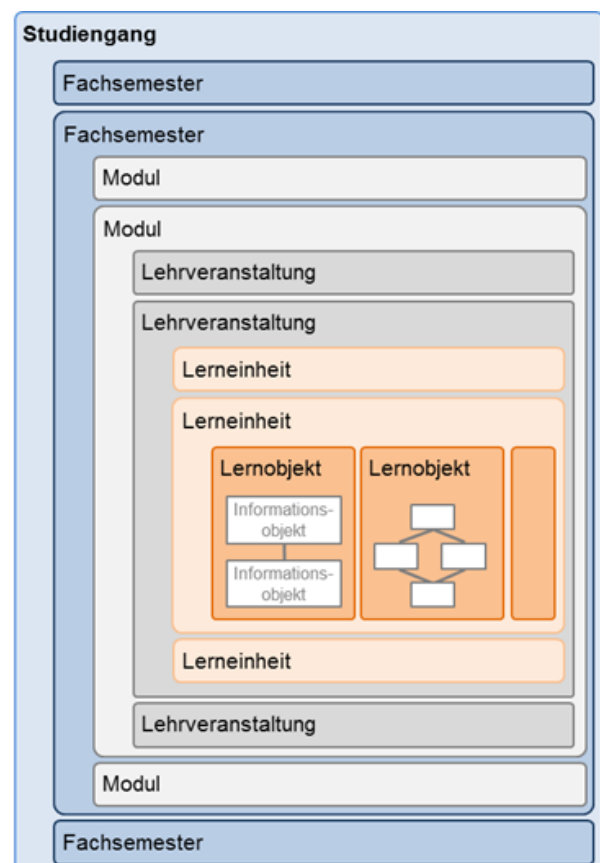 Studiengang
Fachsemester
Fachsemester
Modul
Modul
Lehrveranstaltung
Lehrveranstaltung
Lerneinheit
Lerneinheit
Lernobjekt
Informations-
objekt
Informations-
objekt
Lernobjekt
Lerneinheit
Lehrveranstaltung
Modul
Fachsemester